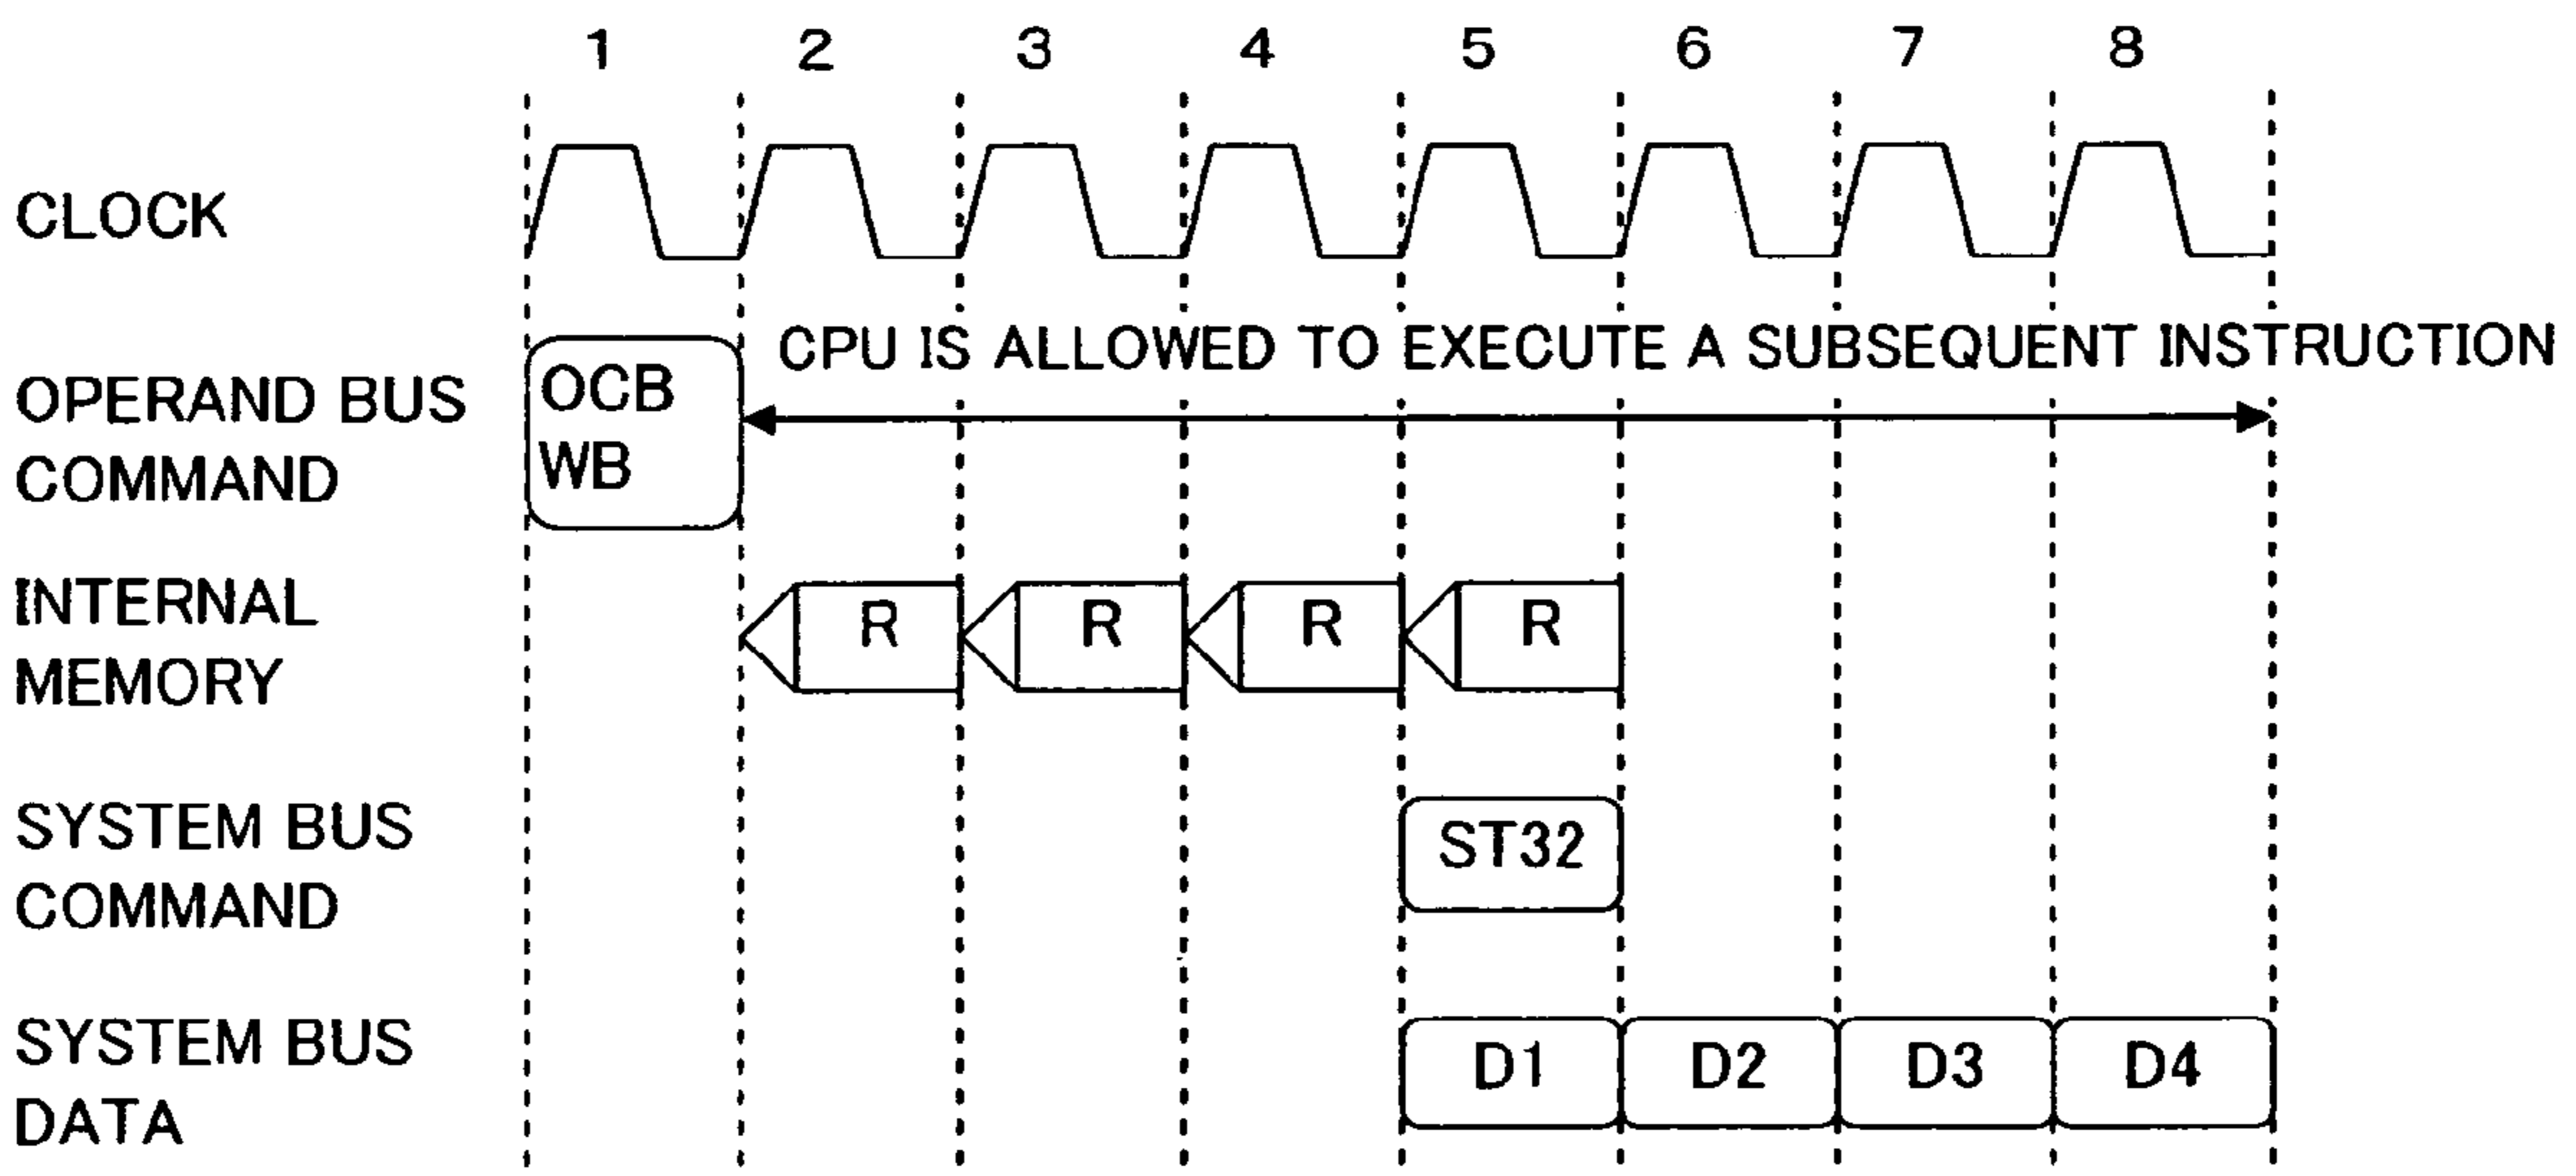 1 2 3 4 5 6 7 8
CLOCK
CPU IS ALLOWED TO EXECUTE A SUBSEQUENT INSTRUCTION
OPERAND BUS
COMMAND
OCB
WB
INTERNAL
MEMORY
R R R R
SYSTEM BUS
COMMAND
ST32
SYSTEM BUS
DATA
D1 D2 D3 D4